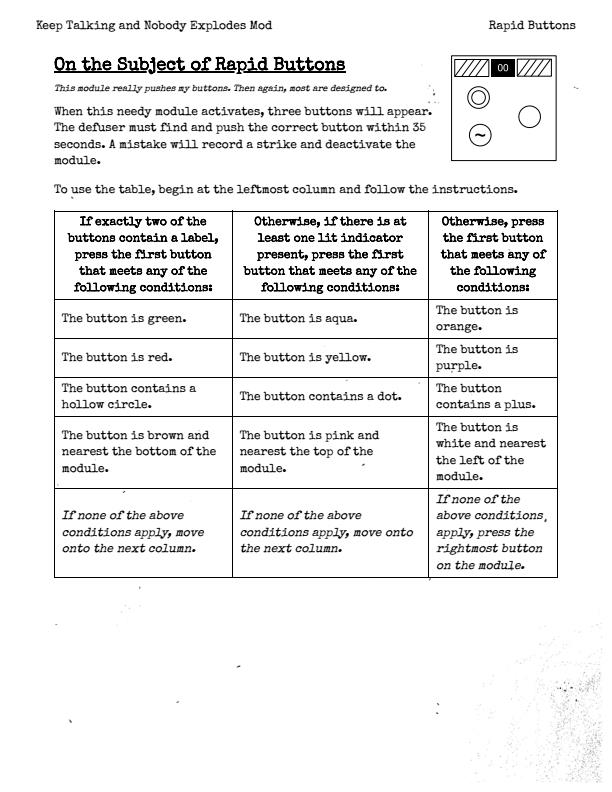 Keep Talking and Nobody Explodes Mod
Rapid Buttons
On the Subject of Rapid Buttons
This module really pushes my buttons. Then again, most are designed to.
When this needy module activates, three buttons will appear.
The defuser must find and push the correct button within 35
seconds. A mistake will record a strike and deactivate the
module.
00
~
To use the table, begin at the leftmost column and follow the instructions.
If exactly two of the
buttons contain a label,
press the first button
that meets any of the
following conditions:
Otherwise, if there is at
least one lit indicator
present, press the first
button that meets any of the
following conditions:
Otherwise, press
the first button
that meets any of
the following
conditions:
The button is green.
The button is aqua.
The button is
orange.
The button is red.
The button is yellow.
The button is
purple.
The button contains a
hollow circle.
The button contains a dot.
The button
contains a plus.
The button is brown and
nearest the bottom of the
module.
The button is pink and
nearest the top of the
module.
The button is
white and nearest
the left of the
module.
If none of the above
conditions apply, move
onto the next column.
If none of the above
conditions apply, move onto
the next column.
If none of the
above conditions
apply, press the
rightmost button
on the module.